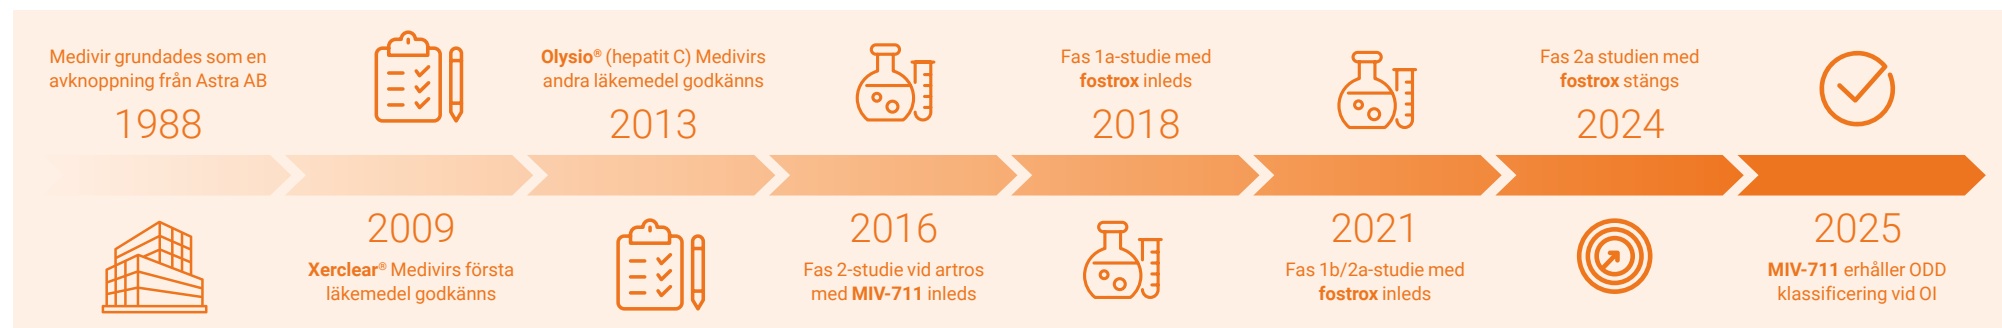 Medivir grundades som en
avknoppning från Astra AB
1988
2009
Xerclear® Medivirs första
läkemedel godkänns
Olysio® (hepatit C) Medivirs
andra läkemedel godkänns
2013
2016
Fas 2-studie vid artros
med MIV-711 inleds
Fas 1a-studie med
fostrox inleds
2018
2021
Fas 1b/2a-studie med
fostrox inleds
Fas 2a studien med
fostrox stängs
2024
2025
MIV-711 erhåller ODD
klassificering vid OI